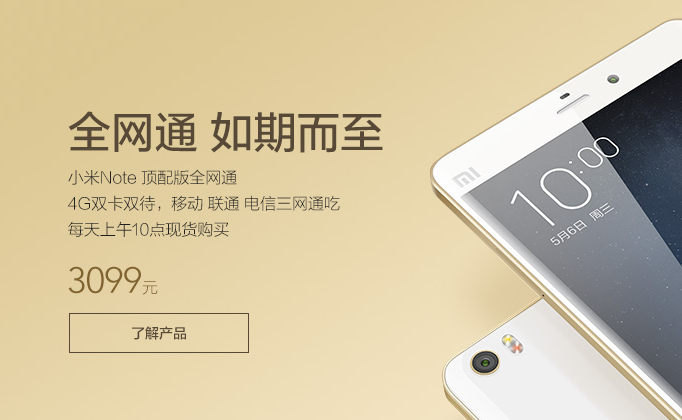 全网通 如期而至
小米Note 顶配版全网通
4G双卡双待，移动 联通 电信三网通吃
每天上午10点现货购买
3099元
了解产品
MI
10:00
5月6日 周三